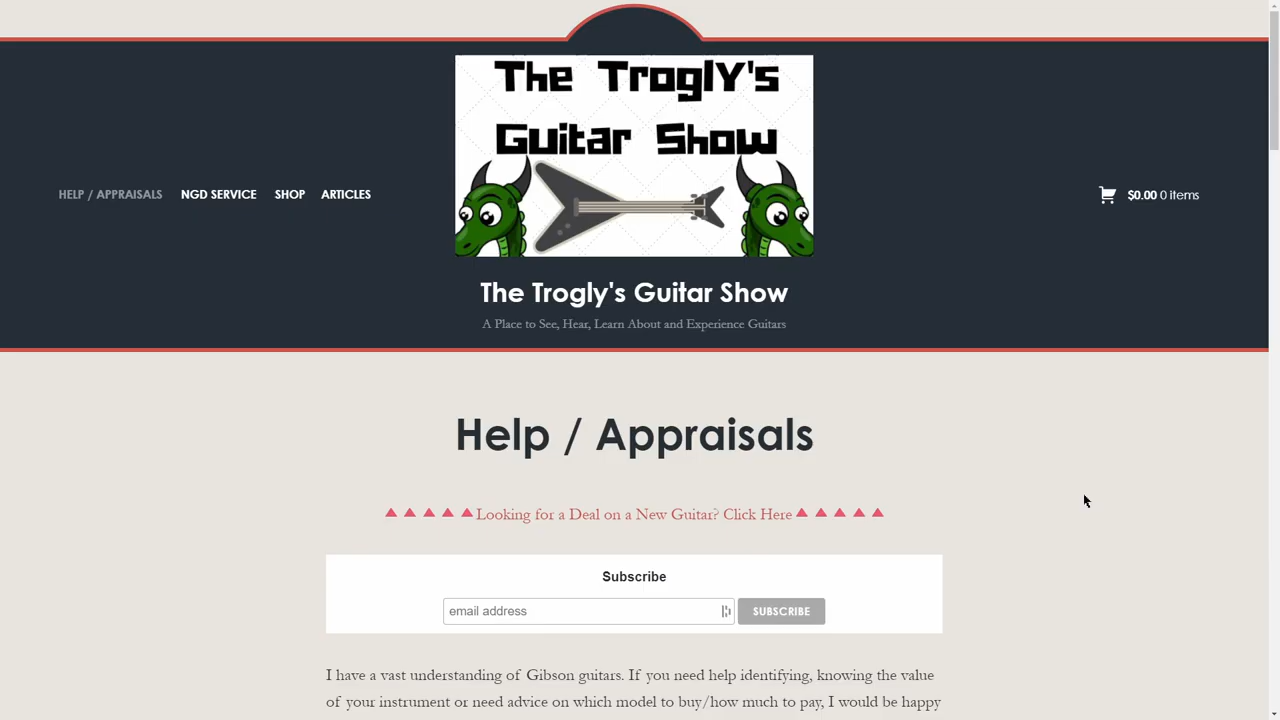 The TroglY's
Guitar Show
HELP / APPRAISALS NGD SERVICE SHOP ARTICLES
$0.00 0 items
The Trogly's Guitar Show
A Place to See, Hear, Learn About and Experience Guitars
Help / Appraisals
Looking for a Deal on a New Guitar? Click Here
Subscribe
email address
SUBSCRIBE
I have a vast understanding of Gibson guitars. If you need help identifying, knowing the value
of your instrument or need advice on which model to buy/how much to pay, I would be happy